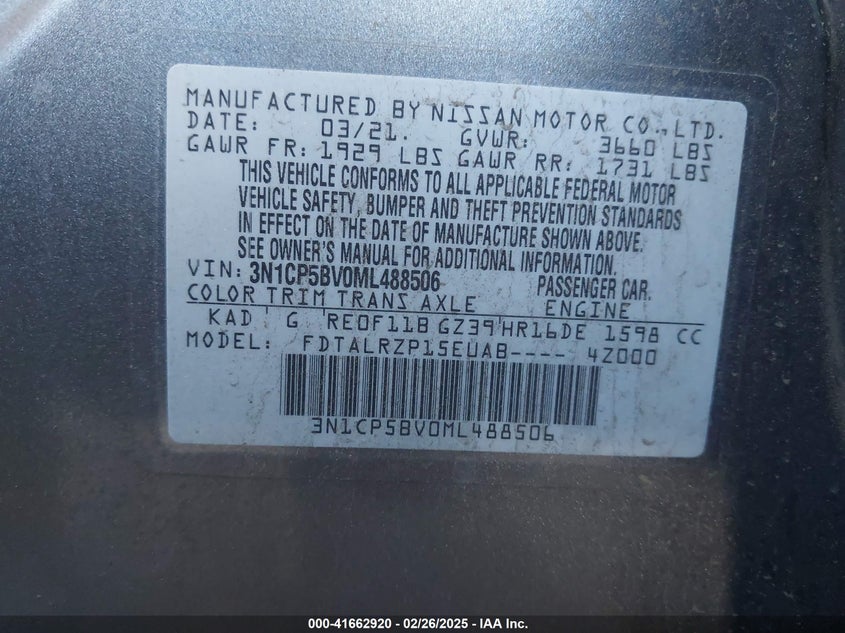 MANUFACTURED BY NISSAN MOTOR CO., LTD.
DATE: 03/21. GVWR: 3660 LBS
GAWR FR: 1929 LBS GAWR RR: 1731 LBS
THIS VEHICLE CONFORMS TO ALL APPLICABLE FEDERAL MOTOR
VEHICLE SAFETY, BUMPER AND THEFT PREVENTION STANDARDS
IN EFFECT ON THE DATE OF MANUFACTURE SHOWN ABOVE.
SEE OWNER'S MANUAL FOR ADDITIONAL INFORMATION.
VIN: 3N1CP5BV0ML488506 PASSENGER CAR.
COLOR TRIM TRANS AXLE ENGINE
KAD G RE0F11B GZ39 HR16DE 1598 CC
MODEL: FDTALRZP15EUAB---- 4Z000
3N1CP5BV0ML488506
000-41662920 - 02/26/2025 - IAA Inc.